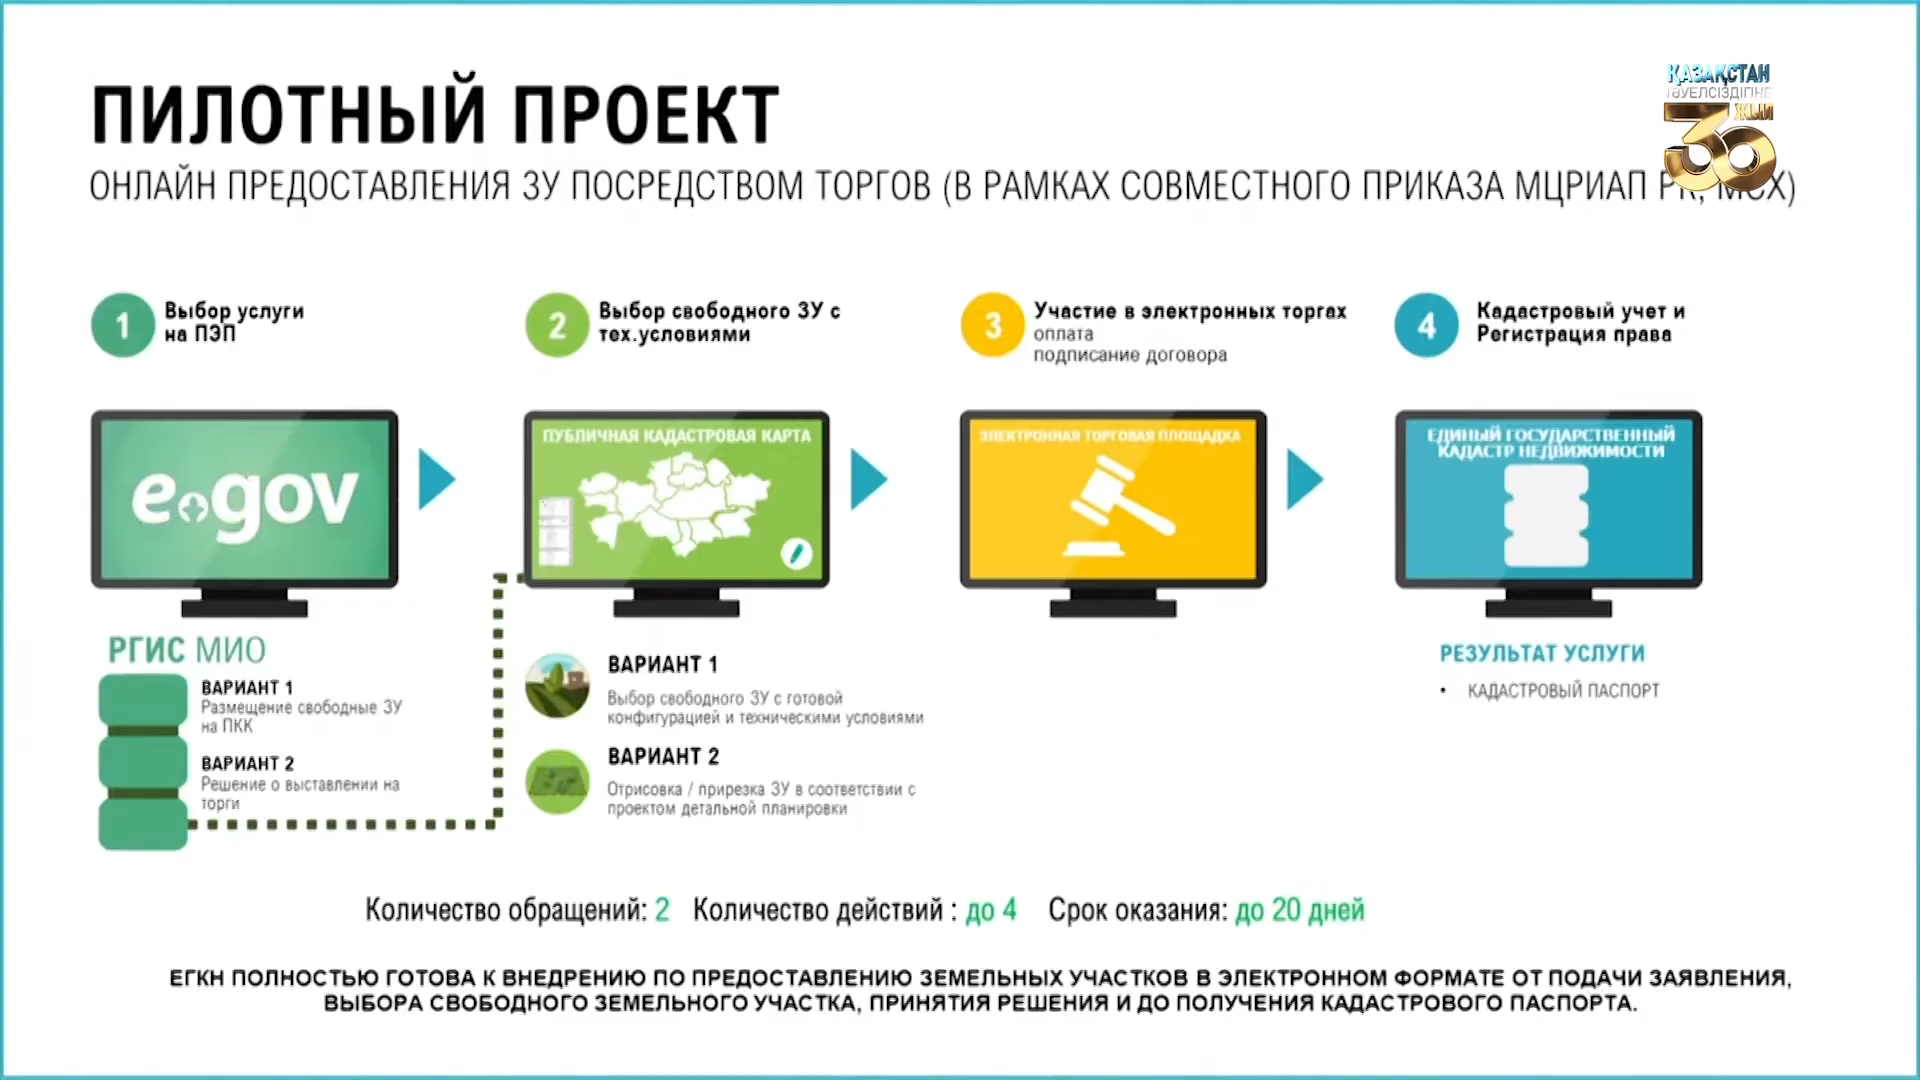 ҚАЗАҚСТАН
ТӘУЕЛСІЗДІГІНЕ
30 ЖЫЛ
ПИЛОТНЫЙ ПРОЕКТ
ОНЛАЙН ПРЕДОСТАВЛЕНИЯ ЗУ ПОСРЕДСТВОМ ТОРГОВ (В РАМКАХ СОВМЕСТНОГО ПРИКАЗА МЦРИАП РК, МСХ)
1
Выбор услуги
на ПЭП
2
Выбор свободного ЗУ с
тех.условиями
3
Участие в электронных торгах
оплата
подписание договора
4
Кадастровый учет и
Регистрация права
e.gov
ПУБЛИЧНАЯ КАДАСТРОВАЯ КАРТА
ЭЛЕКТРОННАЯ ТОРГОВАЯ ПЛОЩАДКА
ЕДИНЫЙ ГОСУДАРСТВЕННЫЙ
КАДАСТР НЕДВИЖИМОСТИ
РГИС МИО
ВАРИАНТ 1
Размещение свободные ЗУ
на ПКК
ВАРИАНТ 2
Решение о выставлении на
торги
ВАРИАНТ 1
Выбор свободного ЗУ с готовой
конфигурацией и техническими условиями
ВАРИАНТ 2
Отрисовка / прирезка ЗУ в соответствии с
проектом детальной планировки
РЕЗУЛЬТАТ УСЛУГИ
• КАДАСТРОВЫЙ ПАСПОРТ
Количество обращений: 2 Количество действий : до 4 Срок оказания: до 20 дней
ЕГКН ПОЛНОСТЬЮ ГОТОВА К ВНЕДРЕНИЮ ПО ПРЕДОСТАВЛЕНИЮ ЗЕМЕЛЬНЫХ УЧАСТКОВ В ЭЛЕКТРОННОМ ФОРМАТЕ ОТ ПОДАЧИ ЗАЯВЛЕНИЯ,
ВЫБОРА СВОБОДНОГО ЗЕМЕЛЬНОГО УЧАСТКА, ПРИНЯТИЯ РЕШЕНИЯ И ДО ПОЛУЧЕНИЯ КАДАСТРОВОГО ПАСПОРТА.